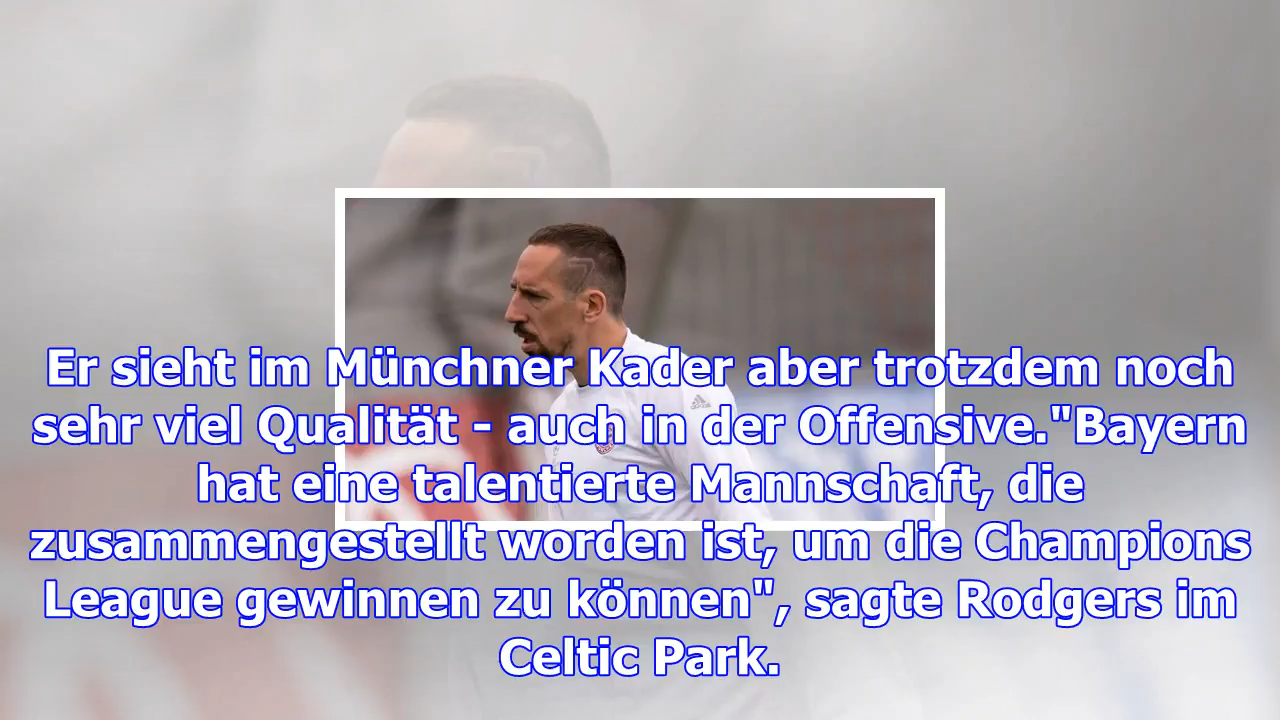 Er sieht im Münchner Kader aber trotzdem noch
sehr viel Qualität - auch in der Offensive."Bayern
hat eine talentierte Mannschaft, die
zusammengestellt worden ist, um die Champions
League gewinnen zu können", sagte Rodgers im
Celtic Park.